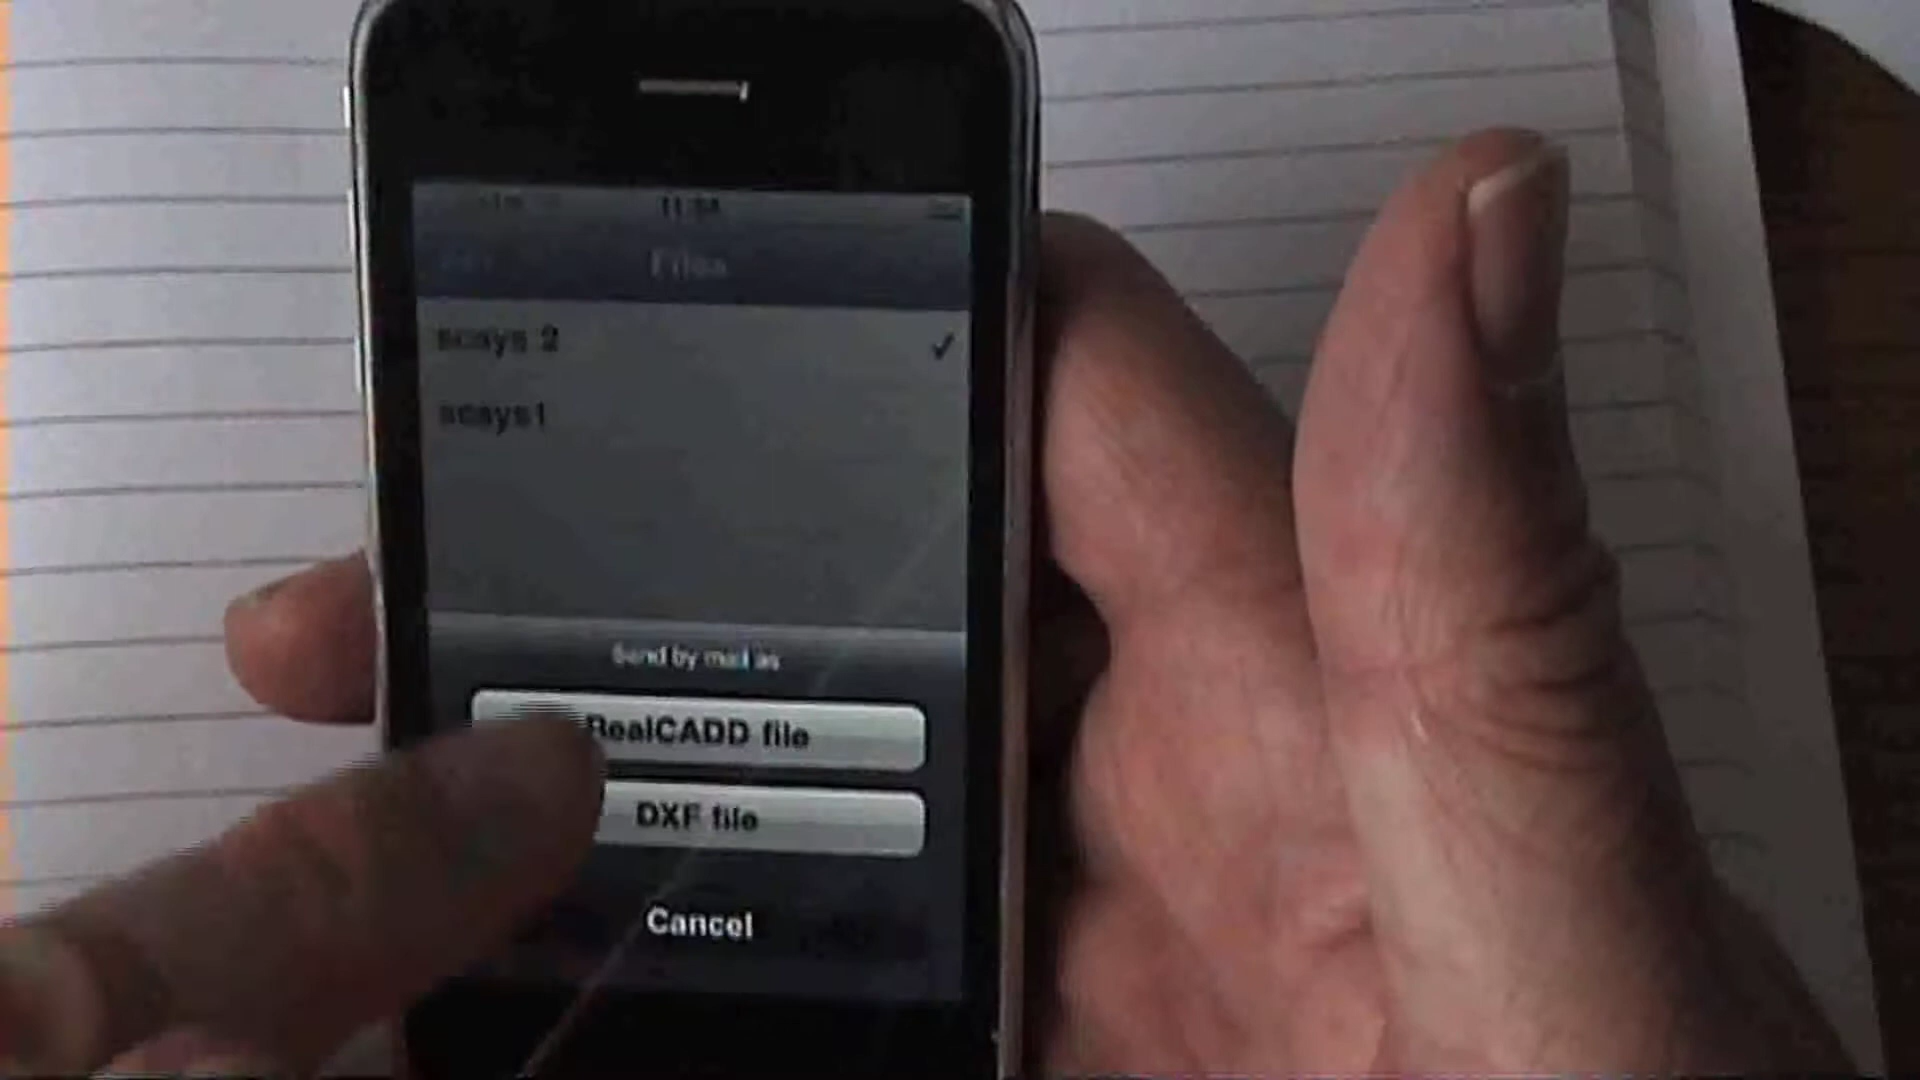 Files
scays 2
scays1
Send by mail as
RealCADD file
DXF file
Cancel